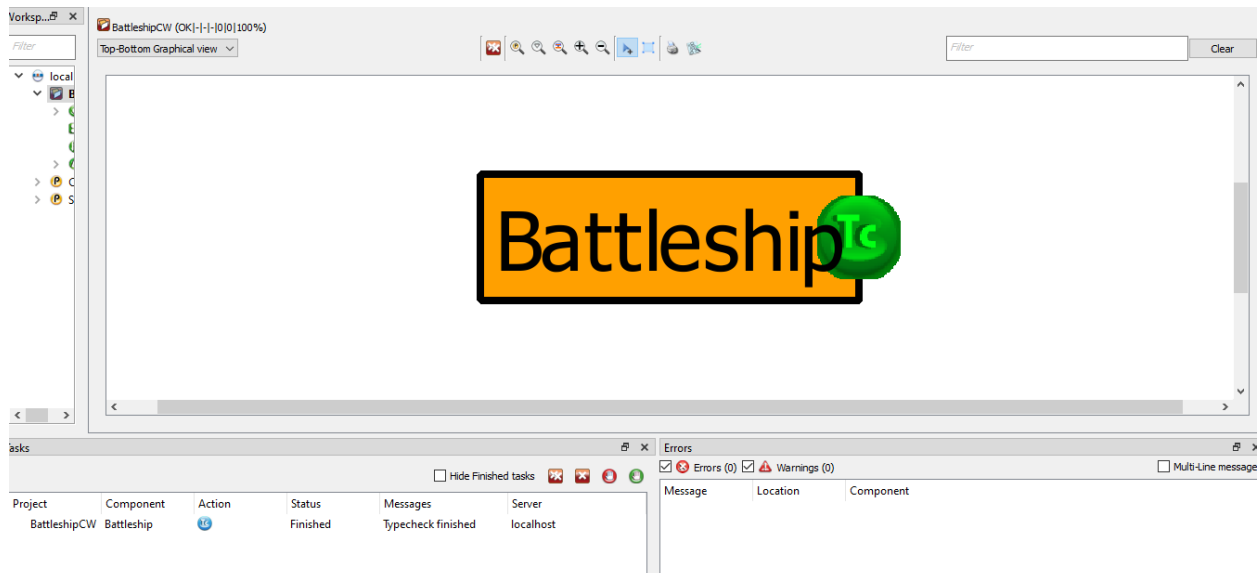 Worksp...
BattleshipCW (OK|-|-|-|0|0|100%)
Filter
Top-Bottom Graphical view
Filter
Clear
local
B
P C
P S
Battleship
Tc
Tasks
Errors
Hide Finished tasks
Errors (0)
Warnings (0)
Multi-Line message
Project Component Action Status Messages Server
Message Location Component
BattleshipCW Battleship TC Finished Typecheck finished localhost